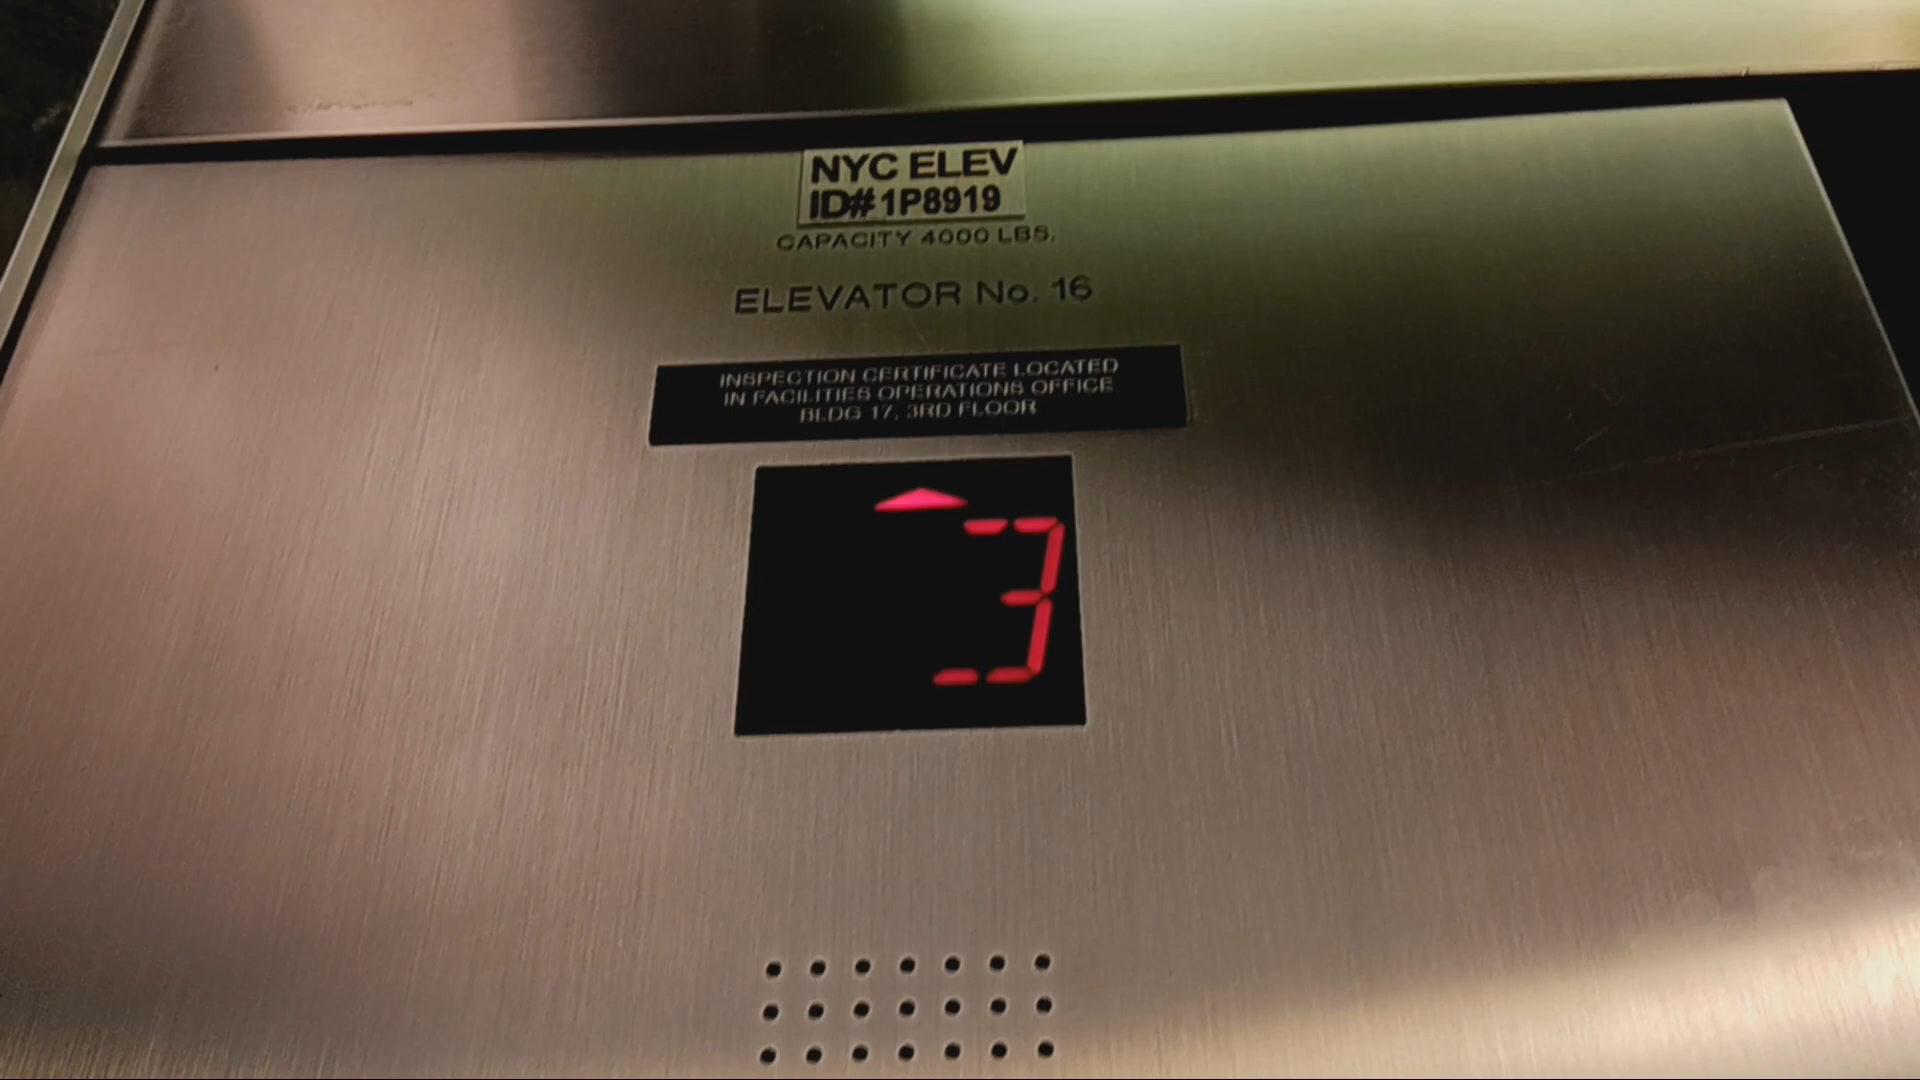 NYC ELEV
ID# 1P8919
CAPACITY 4000 LBS.
ELEVATOR No. 16
INSPECTION CERTIFICATE LOCATED
IN FACILITIES OPERATIONS OFFICE
BLDG 17, 3RD FLOOR
3